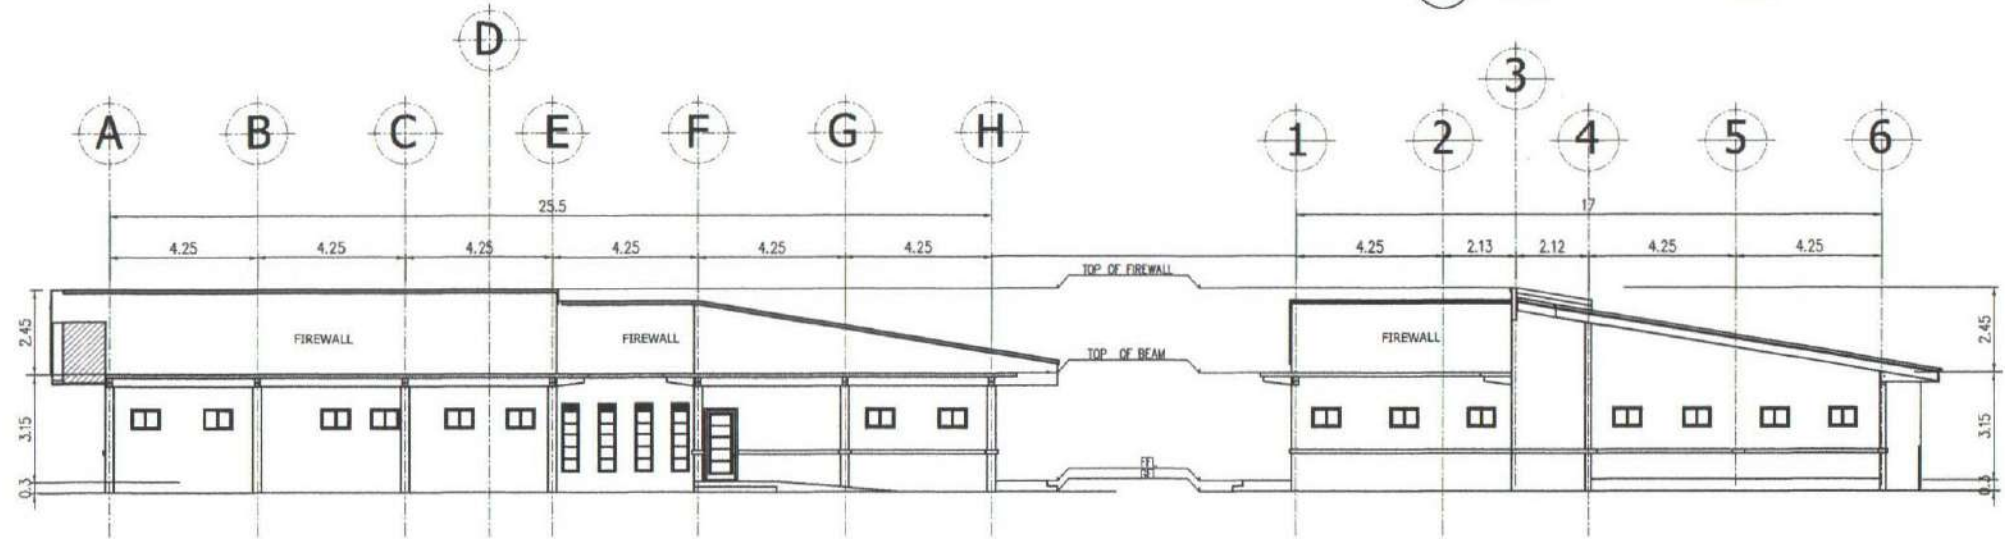 D
3
A B C E F G H
1 2 4 5 6
25.5
17
4.25 4.25 4.25 4.25 4.25 4.25
4.25 2.13 2.12 4.25 4.25
TOP OF FIREWALL
2.45 FIREWALL FIREWALL
FIREWALL 2.45
TOP OF BEAM
3.15
3.15
0.3
0.3